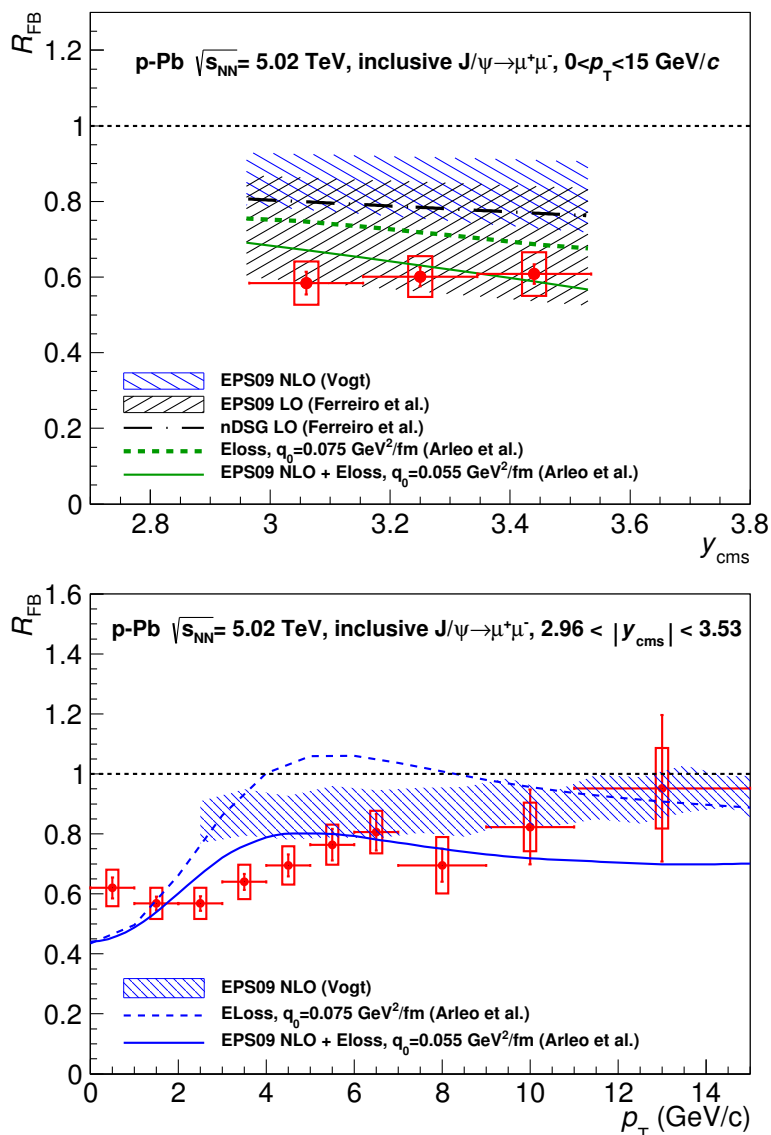 R_FB
p-Pb √s_NN= 5.02 TeV, inclusive J/ψ→μ⁺μ⁻, 0<p_T<15 GeV/c
1.2
1
0.8
0.6
0.4
0.2
0
EPS09 NLO (Vogt)
EPS09 LO (Ferreiro et al.)
nDSG LO (Ferreiro et al.)
Eloss, q₀=0.075 GeV²/fm (Arleo et al.)
EPS09 NLO + Eloss, q₀=0.055 GeV²/fm (Arleo et al.)
2.8 3 3.2 3.4 3.6 3.8
y_cms
R_FB
p-Pb √s_NN= 5.02 TeV, inclusive J/ψ→μ⁺μ⁻, 2.96 < |y_cms| < 3.53
1.6
1.4
1.2
1
0.8
0.6
0.4
0.2
0
EPS09 NLO (Vogt)
ELoss, q₀=0.075 GeV²/fm (Arleo et al.)
EPS09 NLO + Eloss, q₀=0.055 GeV²/fm (Arleo et al.)
0 2 4 6 8 10 12 14
p_T (GeV/c)